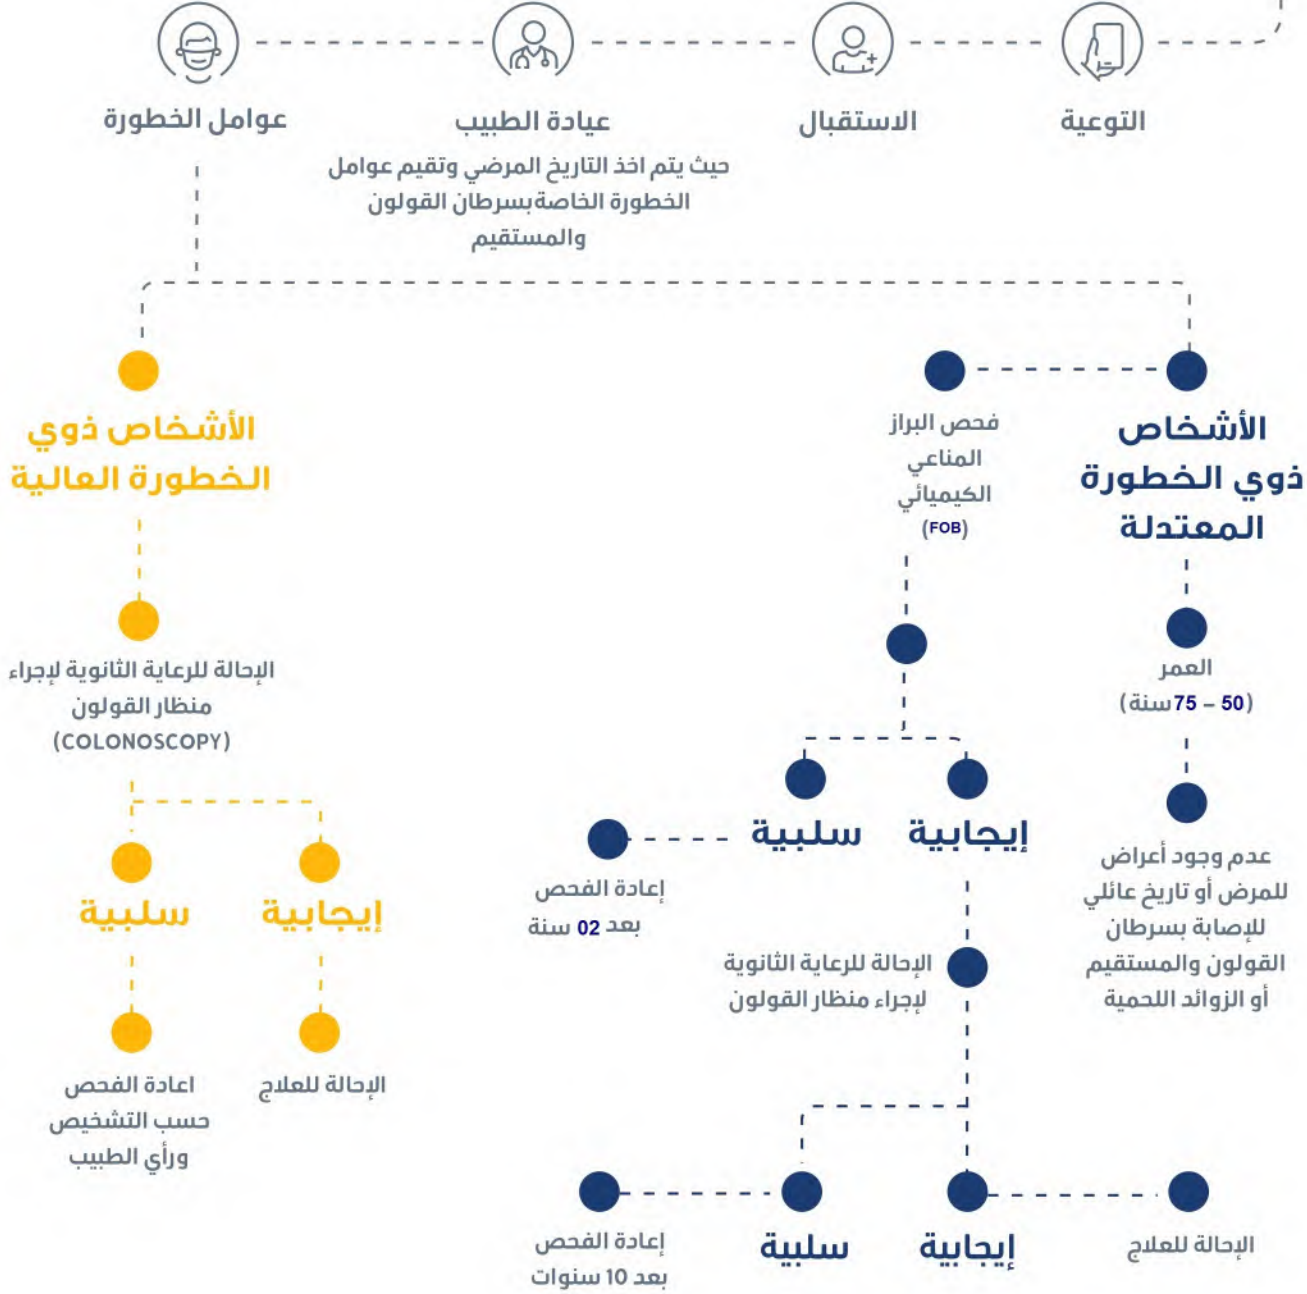 التوعية
الاستقبال
عيادة الطبيب
حيث يتم اخذ التاريخ المرضي وتقيم عوامل
الخطورة الخاصةبسرطان القولون
والمستقيم
عوامل الخطورة
الأشخاص
ذوي الخطورة
المعتدلة
العمر
(50 - 75سنة)
عدم وجود أعراض
للمرض أو تاريخ عائلي
للإصابة بسرطان
القولون والمستقيم
أو الزوائد اللحمية
فحص البراز
المناعي
الكيميائي
(FOB)
إيجابية
سلبية
إعادة الفحص
بعد 02 سنة
الإحالة للرعاية الثانوية
لإجراء منظار القولون
الإحالة للعلاج
إيجابية
سلبية
إعادة الفحص
بعد 10 سنوات
الأشخاص ذوي
الخطورة العالية
الإحالة للرعاية الثانوية لإجراء
منظار القولون
(COLONOSCOPY)
إيجابية
سلبية
الإحالة للعلاج
اعادة الفحص
حسب التشخيص
ورأي الطبيب